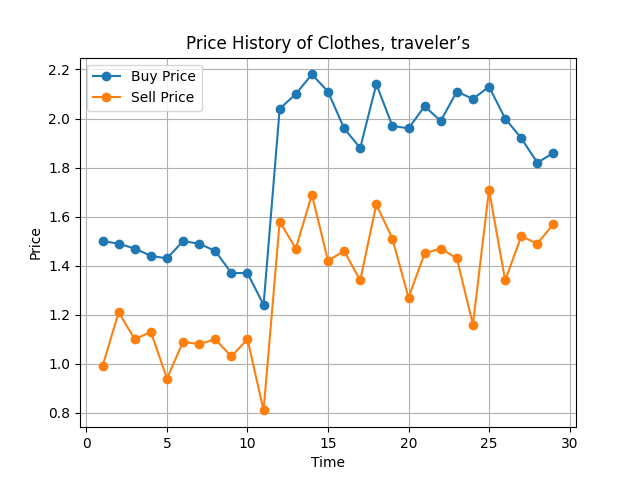 Price History of Clothes, traveler’s
Buy Price
Sell Price
2.2
2.0
1.8
1.6
1.4
1.2
1.0
0.8
Price
0 5 10 15 20 25 30
Time